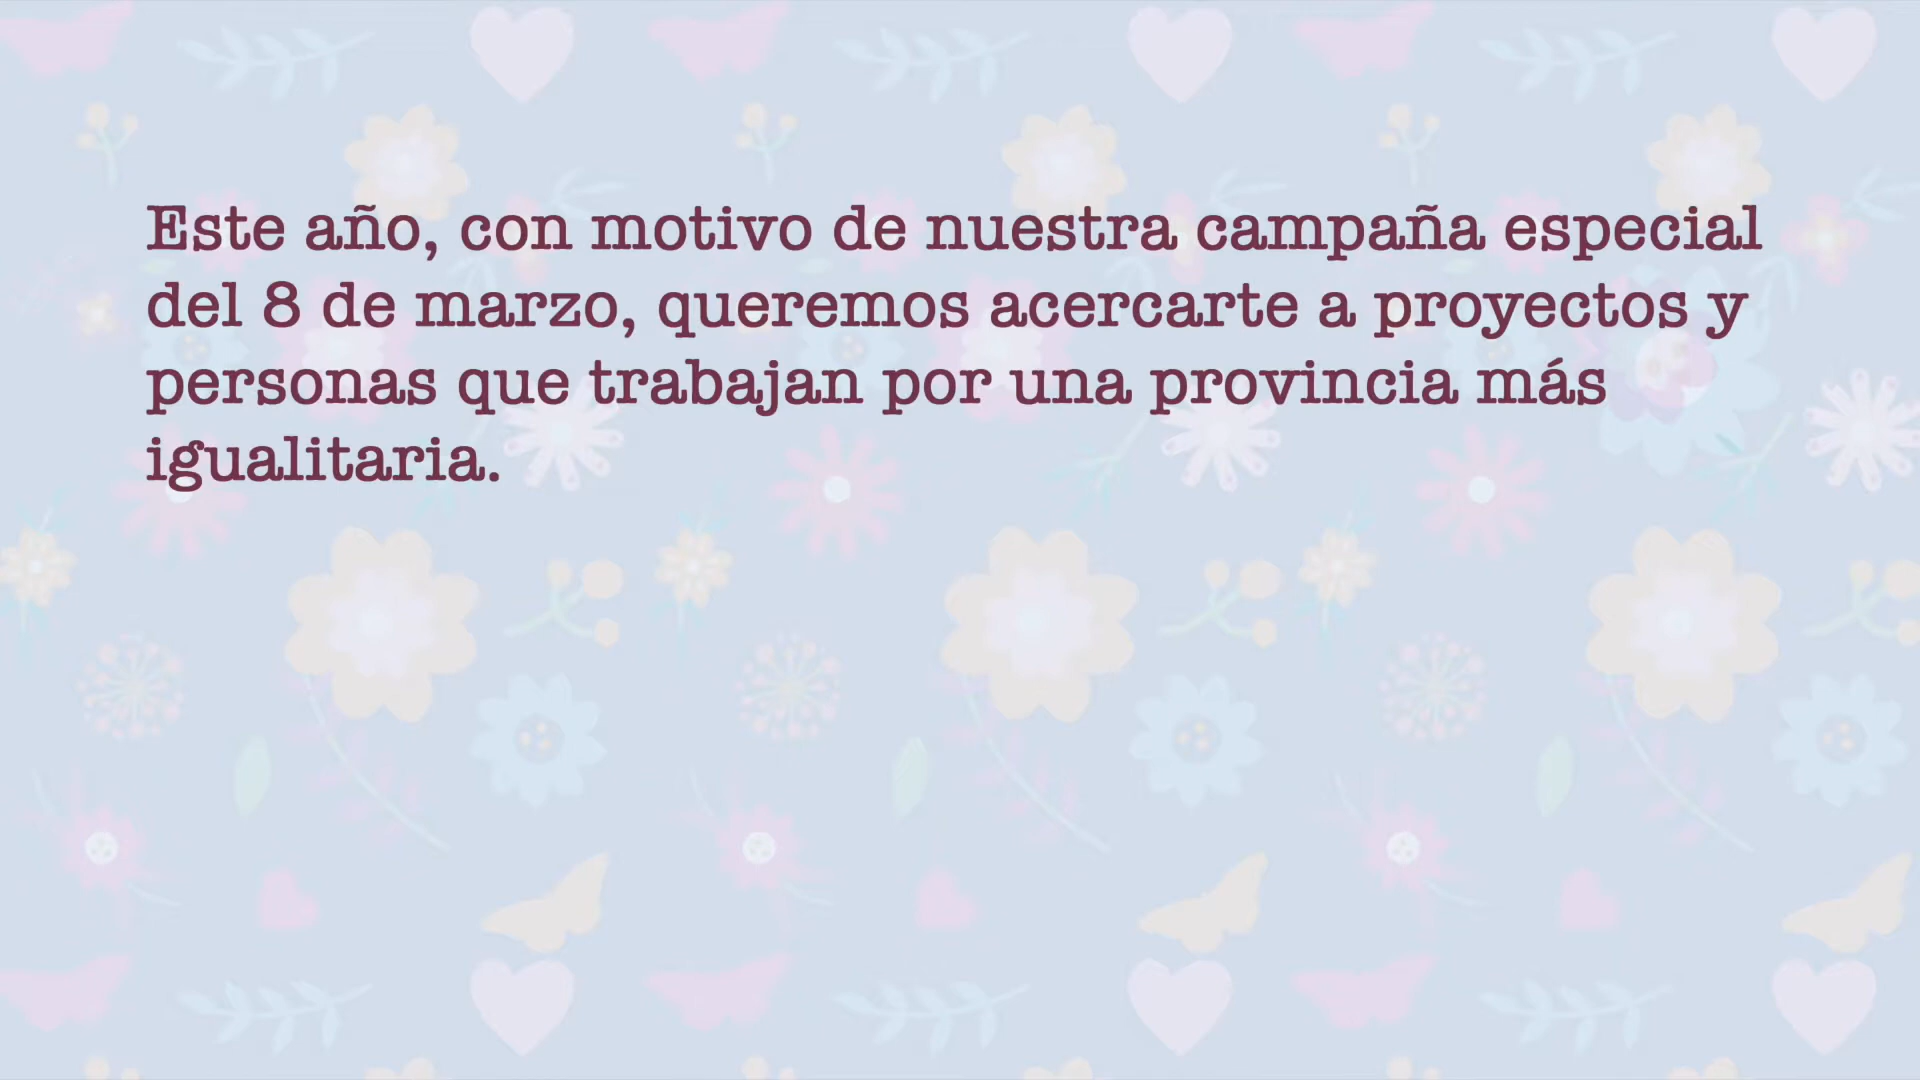 Este año, con motivo de nuestra campaña especial
del 8 de marzo, queremos acercarte a proyectos y
personas que trabajan por una provincia más
igualitaria.